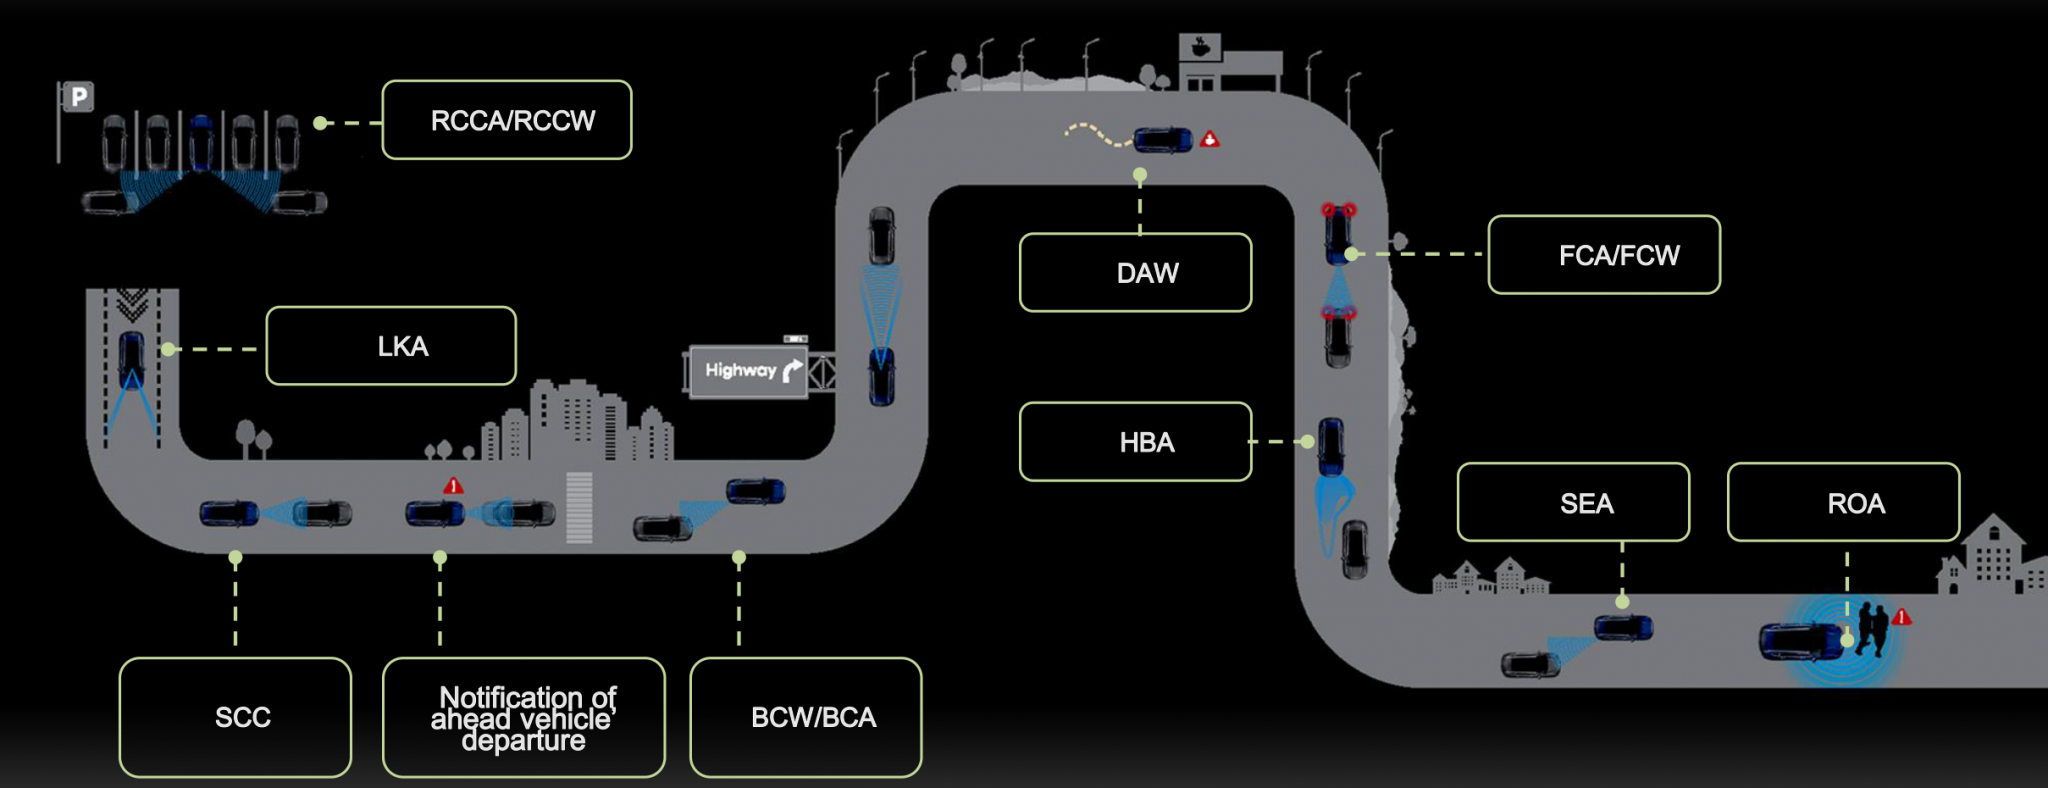 P
RCCA/RCCW
LKA
Highway
DAW
FCA/FCW
HBA
SEA
ROA
SCC
Notification of
ahead vehicle'
departure
BCW/BCA